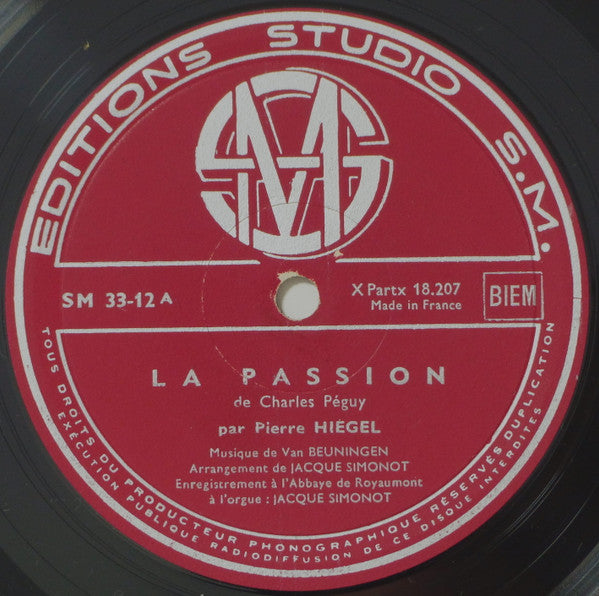 EDITIONS STUDIO S.M.
SMG
SM 33-12 A
X Partx 18.207
Made in France
BIEM
LA PASSION
de Charles Péguy
par Pierre HIÉGEL
Musique de Van BEUNINGEN
Arrangement de JACQUE SIMONOT
Enregistrement à l'Abbaye de Royaumont
à l'orgue : JACQUE SIMONOT
TOUS DROITS DU PRODUCTEUR PHONOGRAPHIQUE RÉSERVÉS DUPLICATION
EXÉCUTION PUBLIQUE RADIODIFFUSION DE CE DISQUE INTERDITES